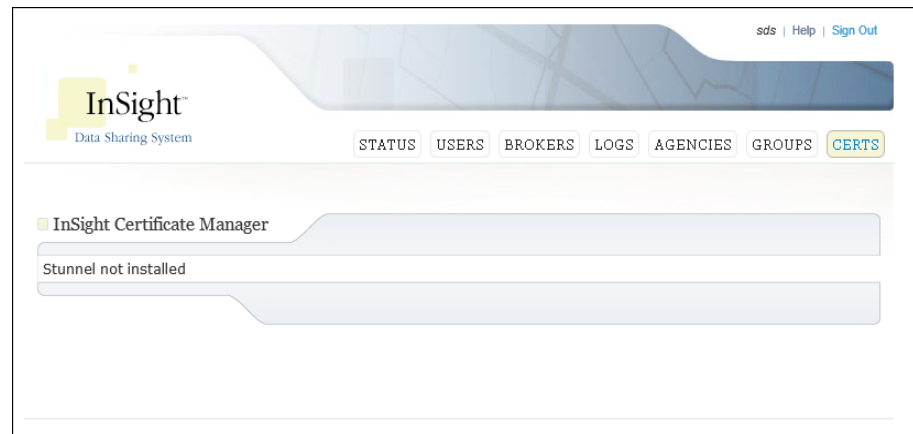 sds | Help | Sign Out
InSight™
Data Sharing System
STATUS USERS BROKERS LOGS AGENCIES GROUPS CERTS
InSight Certificate Manager
Stunnel not installed